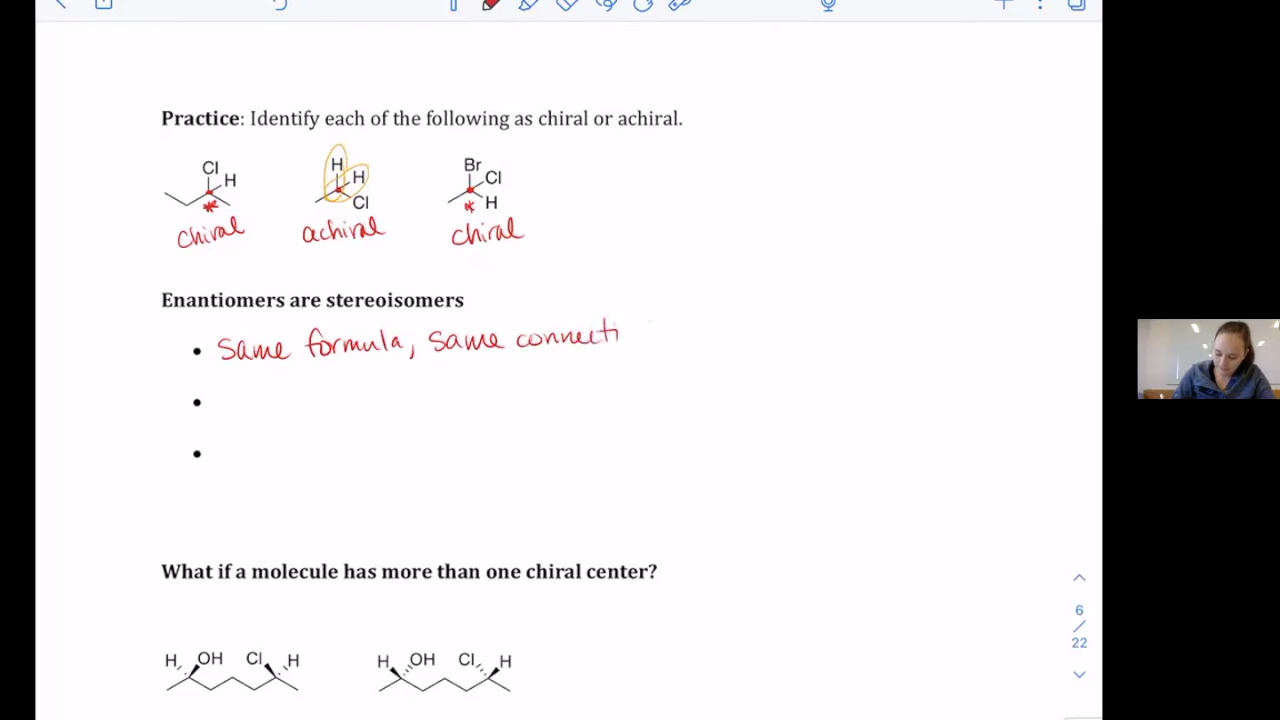 Practice: Identify each of the following as chiral or achiral.
Cl H H H Cl Br Cl H
* *
chiral achiral chiral
Enantiomers are stereoisomers
• same formula, same connecti
•
•
What if a molecule has more than one chiral center?
H OH Cl H H OH Cl H
6
/
22